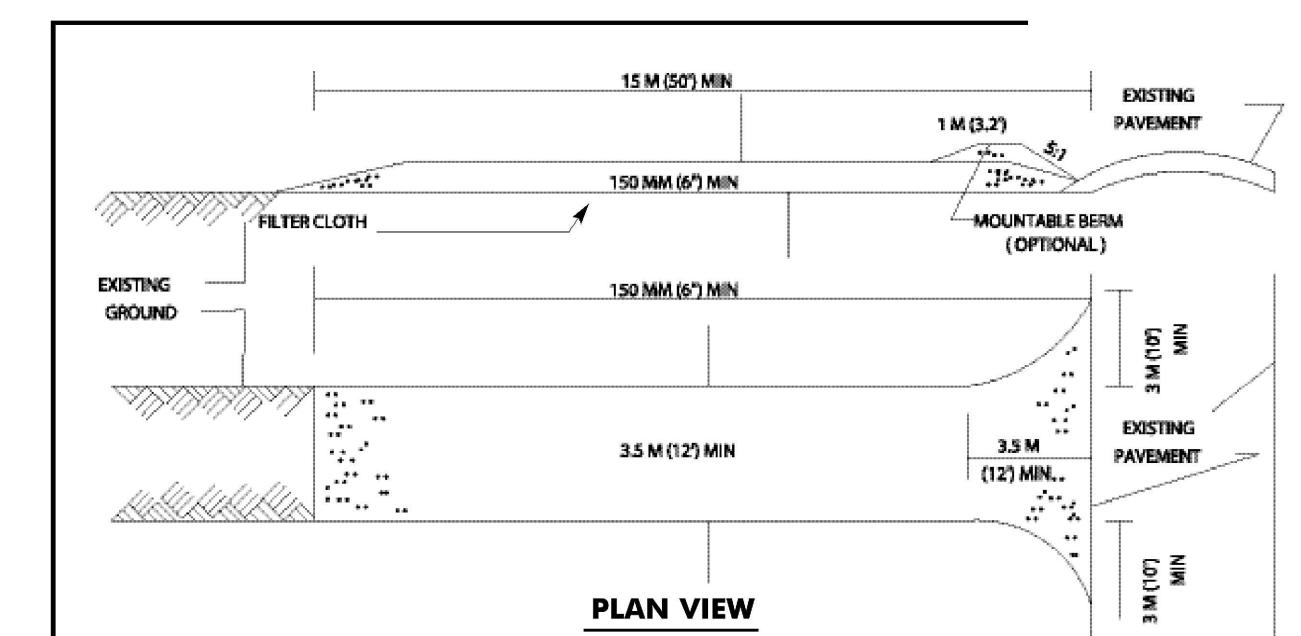 15 M (50') MIN
EXISTING
PAVEMENT
1 M (3.2')
5:1
150 MM (6") MIN
FILTER CLOTH
MOUNTABLE BERM
( OPTIONAL )
EXISTING
GROUND
150 MM (6") MIN
3 M (10')
MIN
EXISTING
PAVEMENT
3.5 M (12') MIN
3.5 M
(12') MIN
3 M (10')
MIN
PLAN VIEW